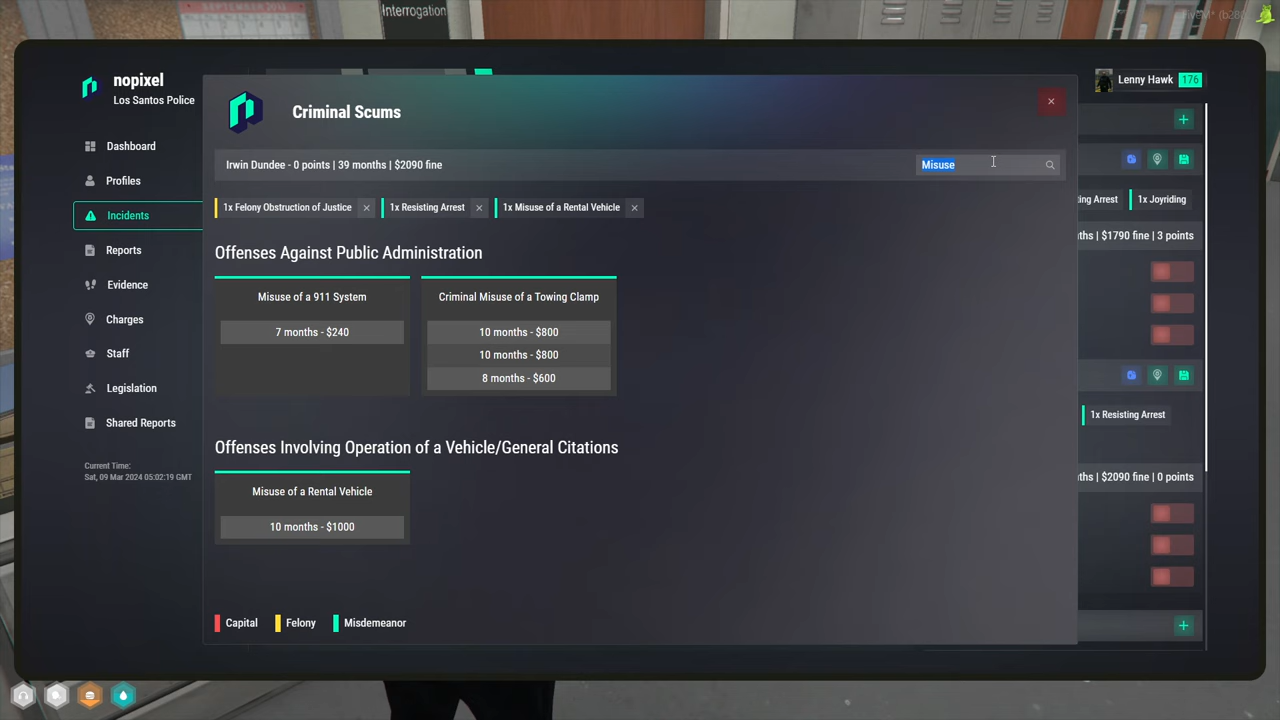 Interrogation
nopixel
Los Santos Police
Lenny Hawk 176
Dashboard
Profiles
Incidents
Reports
Evidence
Charges
Staff
Legislation
Shared Reports
Current Time:
Sat, 09 Mar 2024 05:02:19 GMT
Criminal Scums
×
Irwin Dundee - 0 points | 39 months | $2090 fine
Misuse
1x Felony Obstruction of Justice ×
1x Resisting Arrest ×
1x Misuse of a Rental Vehicle ×
Offenses Against Public Administration
Misuse of a 911 System
7 months - $240
Criminal Misuse of a Towing Clamp
10 months - $800
10 months - $800
8 months - $600
Offenses Involving Operation of a Vehicle/General Citations
Misuse of a Rental Vehicle
10 months - $1000
Capital
Felony
Misdemeanor
+
ting Arrest
1x Joyriding
ths | $1790 fine | 3 points
1x Resisting Arrest
ths | $2090 fine | 0 points
+